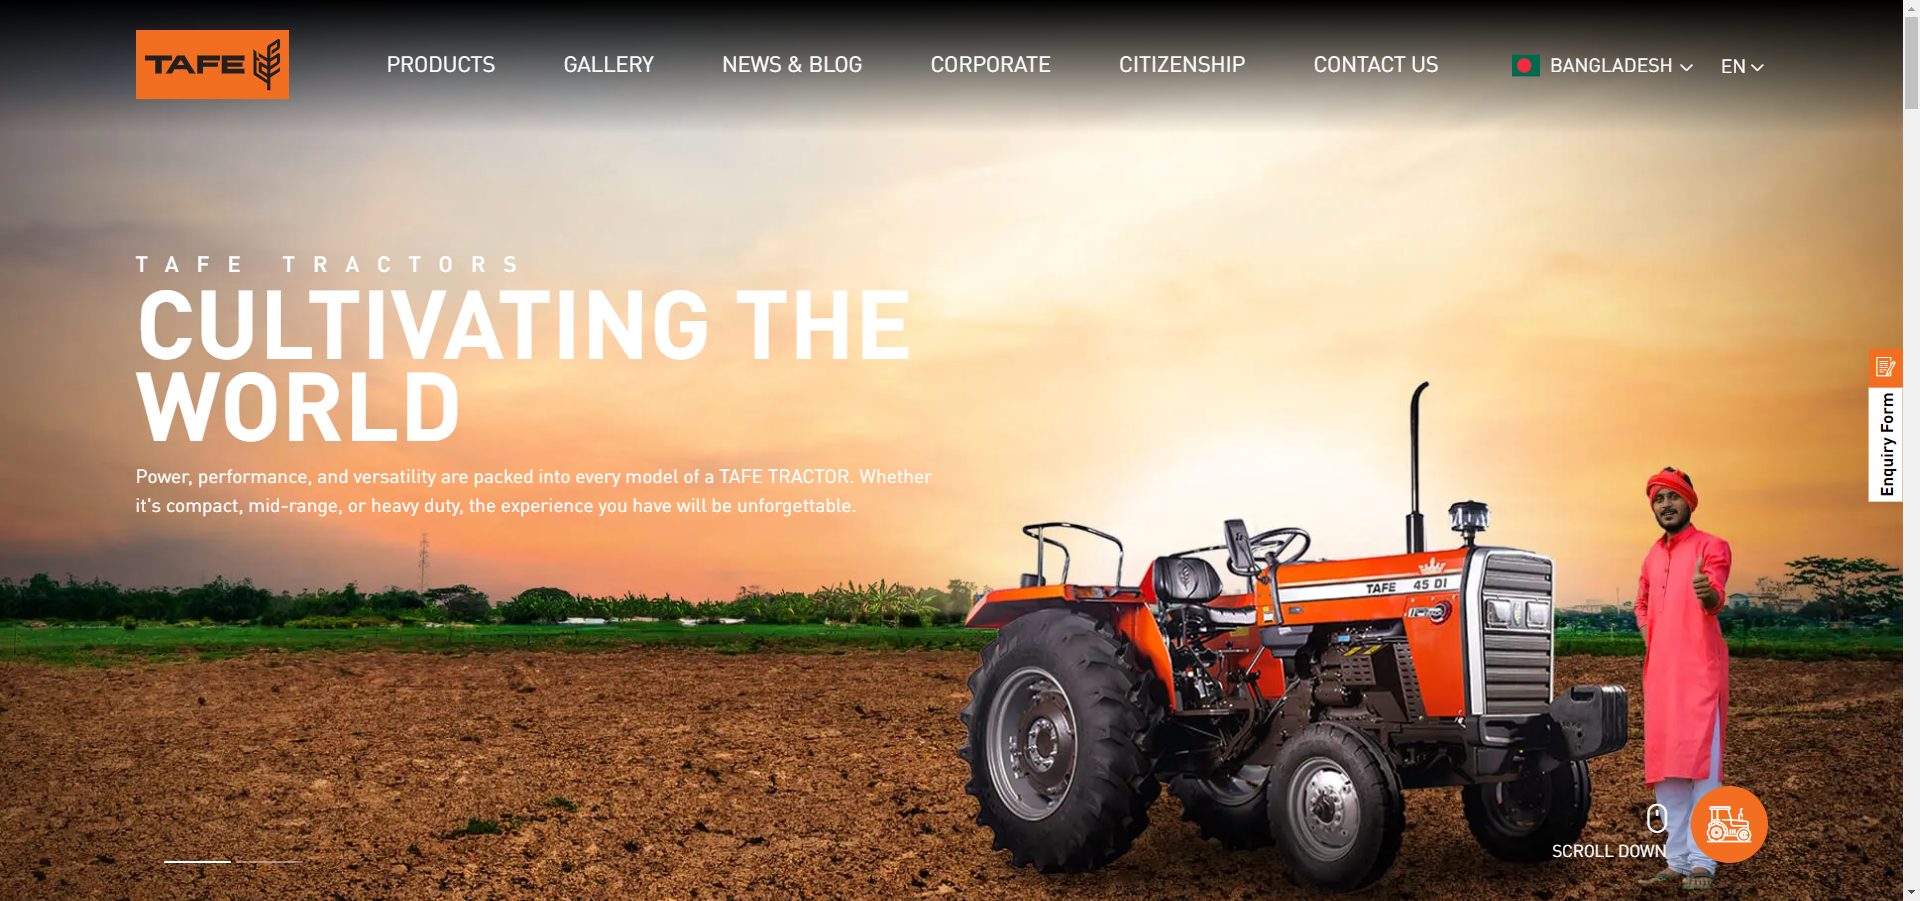 TAFE
PRODUCTS
GALLERY
NEWS & BLOG
CORPORATE
CITIZENSHIP
CONTACT US
BANGLADESH
EN
TAFE TRACTORS
CULTIVATING THE
WORLD
Power, performance, and versatility are packed into every model of a TAFE TRACTOR. Whether
it's compact, mid-range, or heavy duty, the experience you have will be unforgettable.
Enquiry Form
TAFE 45 DI
SCROLL DOWN